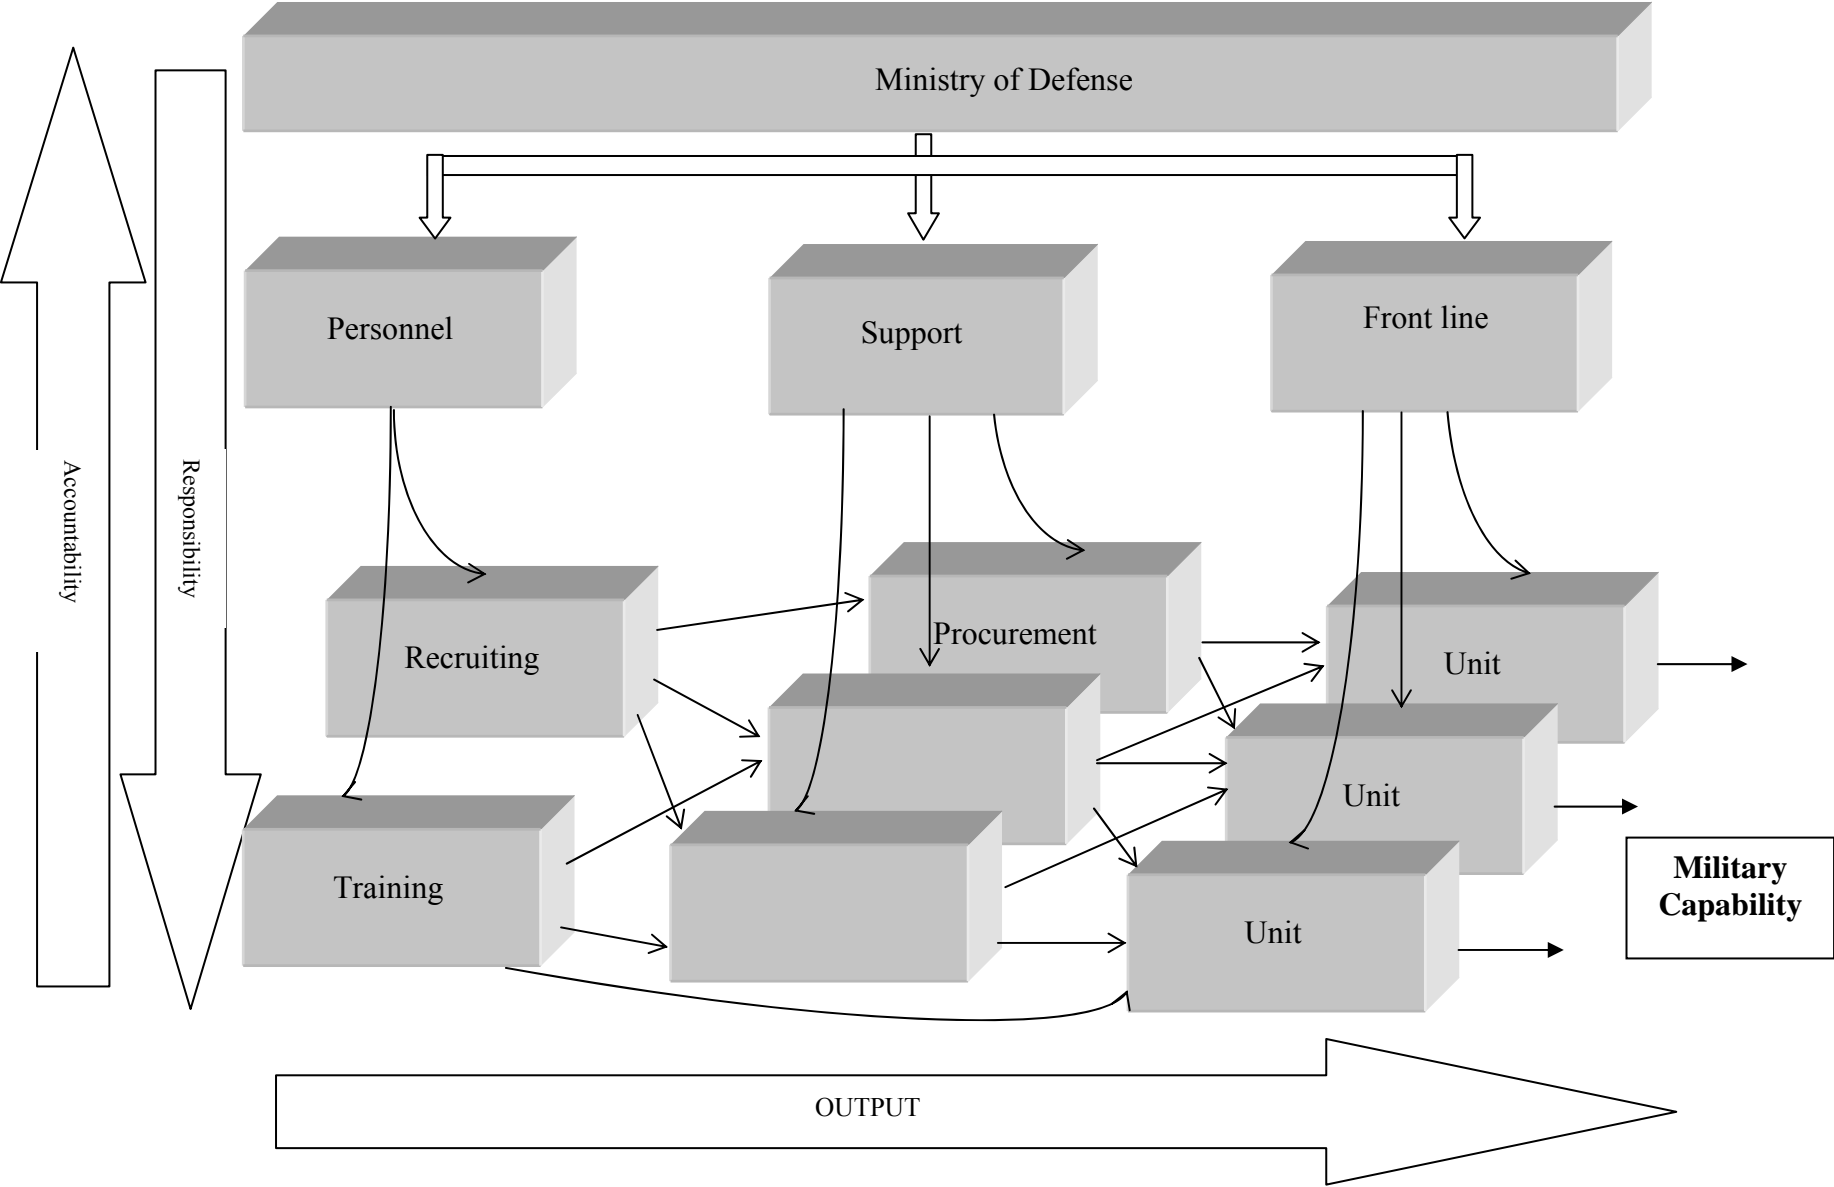 Ministry of Defense
Personnel
Support
Front line
Accountability
Responsibility
Recruiting
Procurement
Unit
Unit
Training
Unit
Military
Capability
OUTPUT